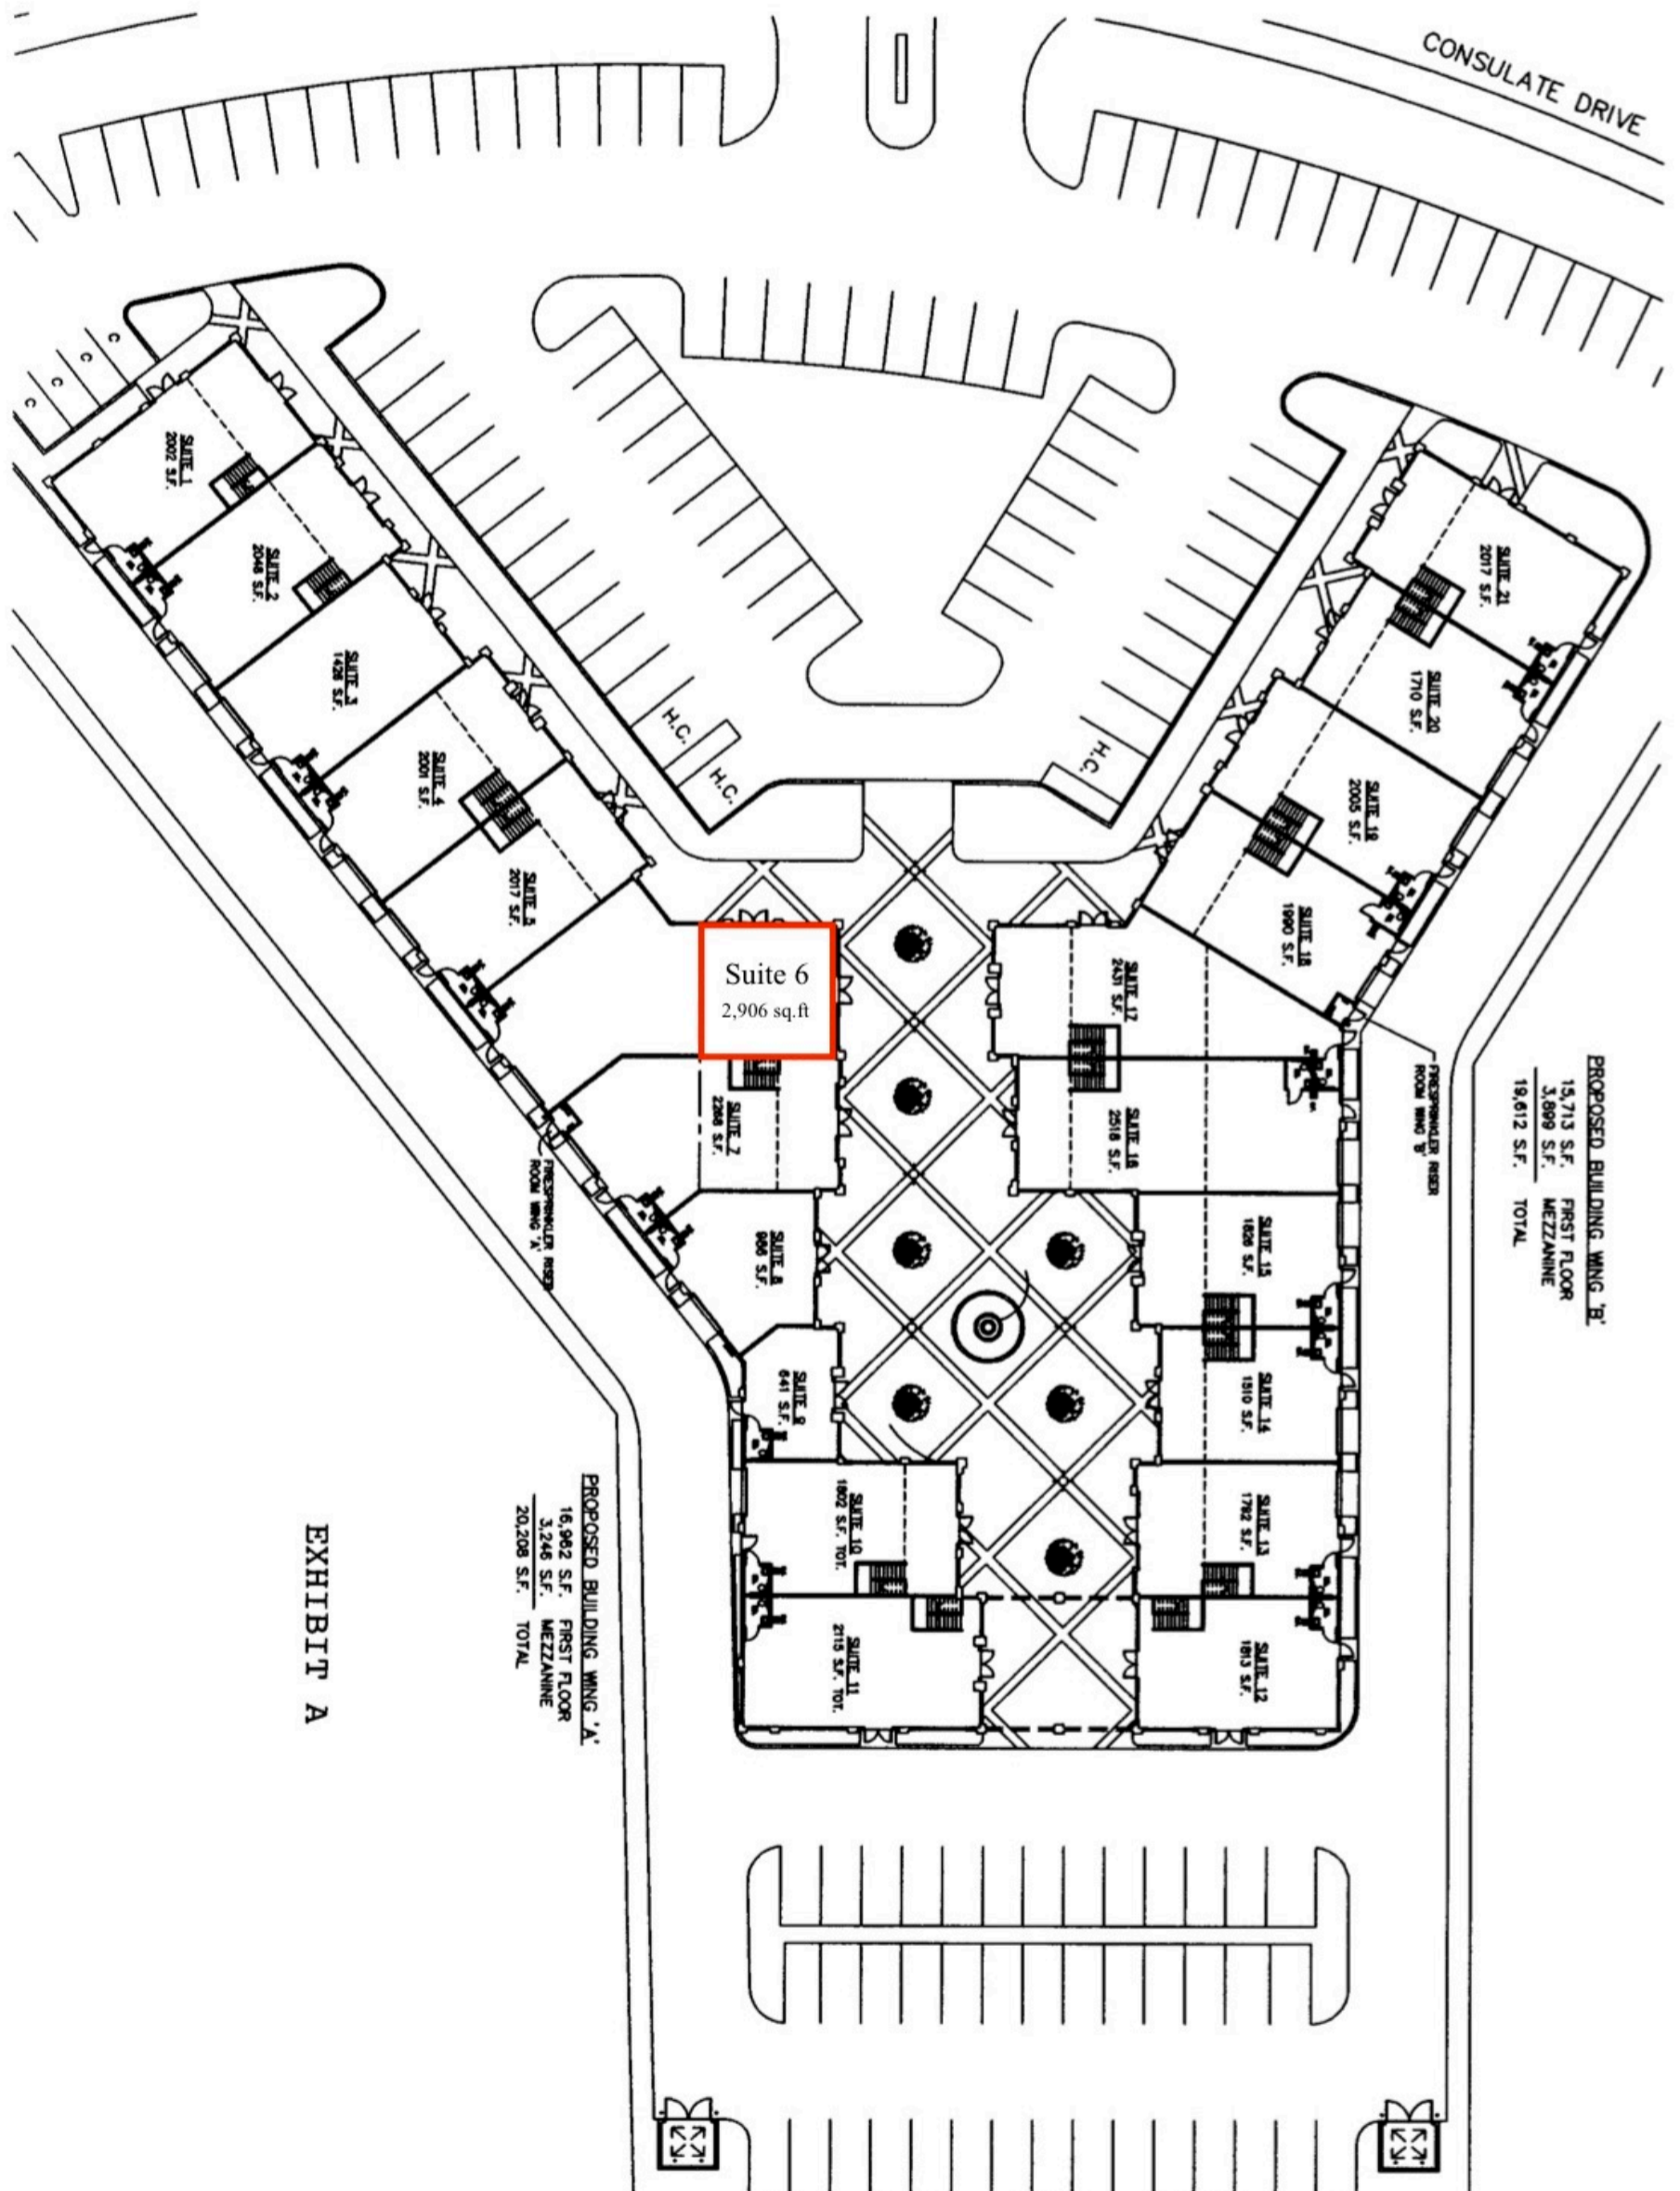 CONSULATE DRIVE
C
C
C
C
SUITE 1
2002 S.F.
SUITE 2
2048 S.F.
SUITE 3
1426 S.F.
SUITE 4
2001 S.F.
SUITE 5
2017 S.F.
H.C.
H.C.
H.C.
Suite 6
2,906 sq.ft
SUITE 7
2268 S.F.
SUITE 8
986 S.F.
SUITE 9
641 S.F.
SUITE 10
1802 S.F. TOT.
SUITE 11
2115 S.F. TOT.
SUITE 12
1813 S.F.
SUITE 13
1792 S.F.
SUITE 14
1510 S.F.
SUITE 15
1826 S.F.
SUITE 16
2518 S.F.
SUITE 17
2431 S.F.
SUITE 18
1990 S.F.
SUITE 19
2005 S.F.
SUITE 20
1710 S.F.
SUITE 21
2017 S.F.
FIRESPRINKLER RISER
ROOM WING 'B'
FIRESPRINKLER RISER
ROOM WING 'A'
PROPOSED BUILDING WING 'B'
15,713 S.F. FIRST FLOOR
3,899 S.F. MEZZANINE
19,612 S.F. TOTAL
PROPOSED BUILDING WING 'A'
16,962 S.F. FIRST FLOOR
3,246 S.F. MEZZANINE
20,208 S.F. TOTAL
EXHIBIT A